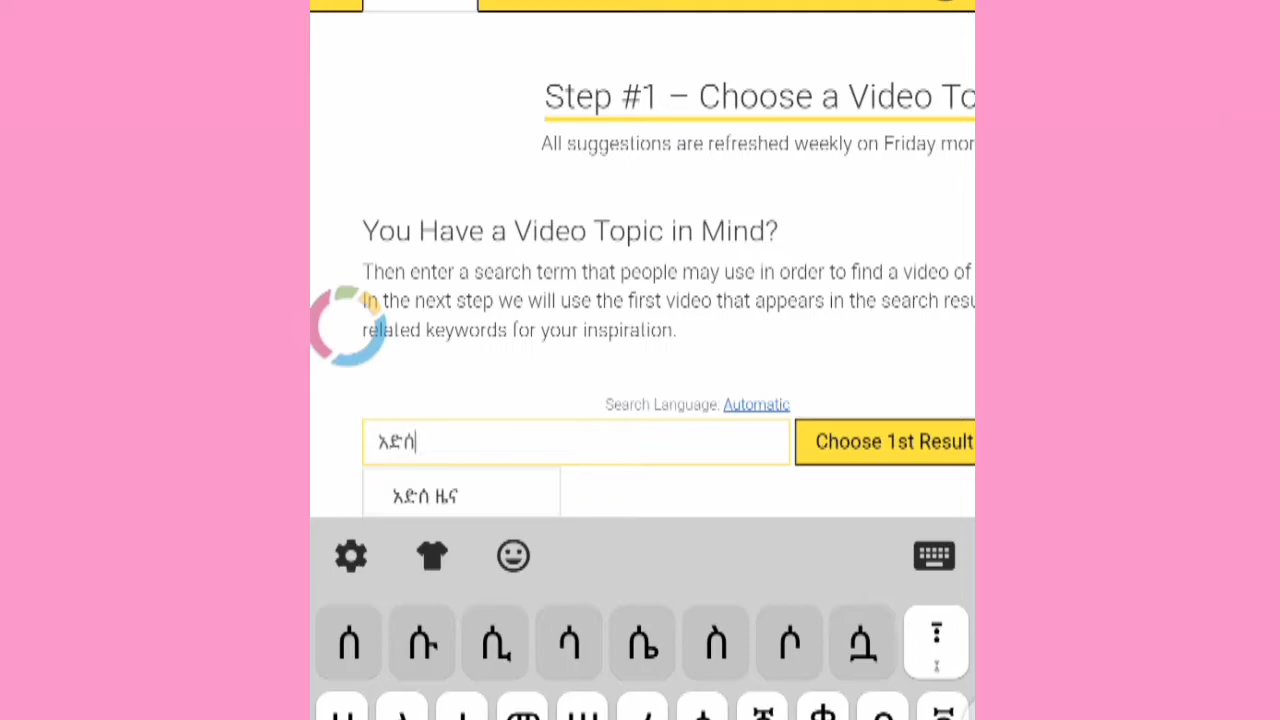 Step #1 – Choose a Video To
All suggestions are refreshed weekly on Friday mor
You Have a Video Topic in Mind?
Then enter a search term that people may use in order to find a video of
In the next step we will use the first video that appears in the search resu
related keywords for your inspiration.
Search Language: Automatic
አድሰ
Choose 1st Result
አድሰ ዜና
ሰ ሱ ሲ ሳ ሴ ስ ሶ ሷ ፧